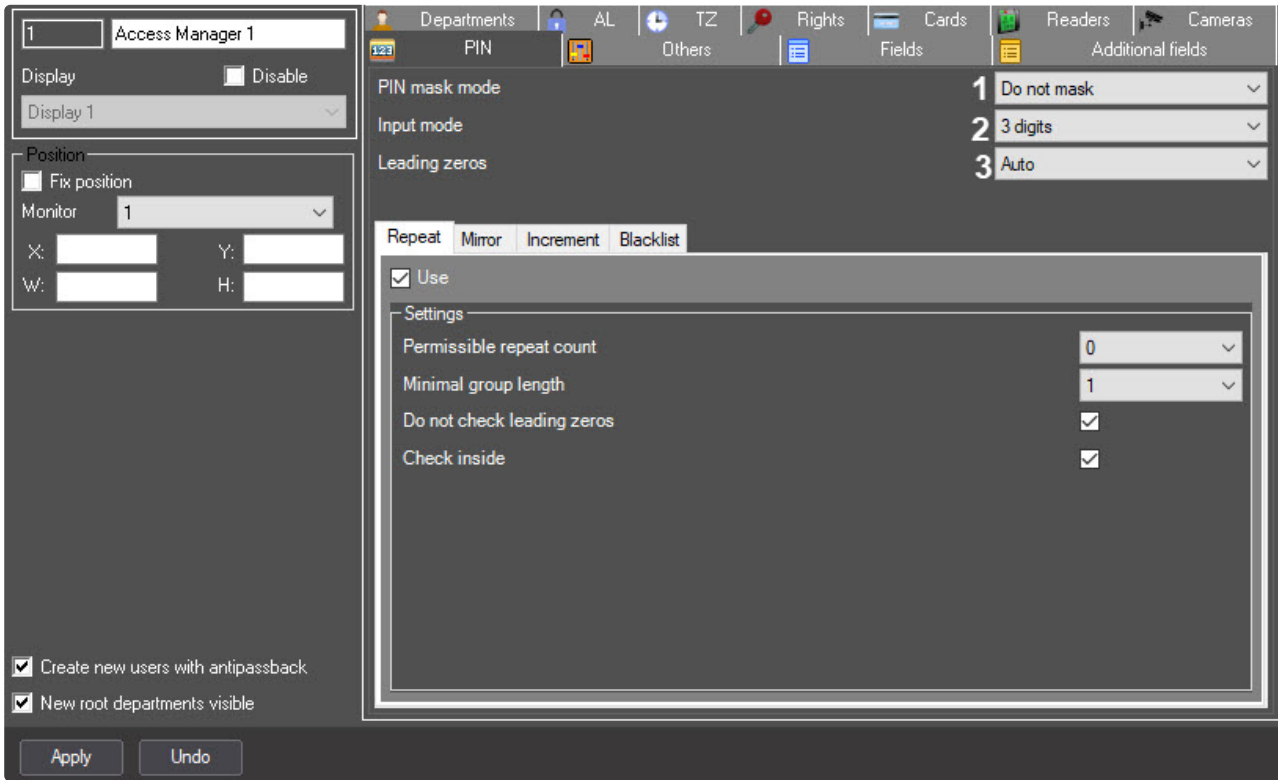 1 Access Manager 1
Display Disable
Display 1
Position
Fix position
Monitor 1
X: Y:
W: H:
Create new users with antipassback
New root departments visible
Departments AL TZ Rights Cards Readers Cameras
123 PIN Others Fields Additional fields
PIN mask mode 1 Do not mask
Input mode 2 3 digits
Leading zeros 3 Auto
Repeat Mirror Increment Blacklist
Use
Settings
Permissible repeat count 0
Minimal group length 1
Do not check leading zeros
Check inside
Apply Undo